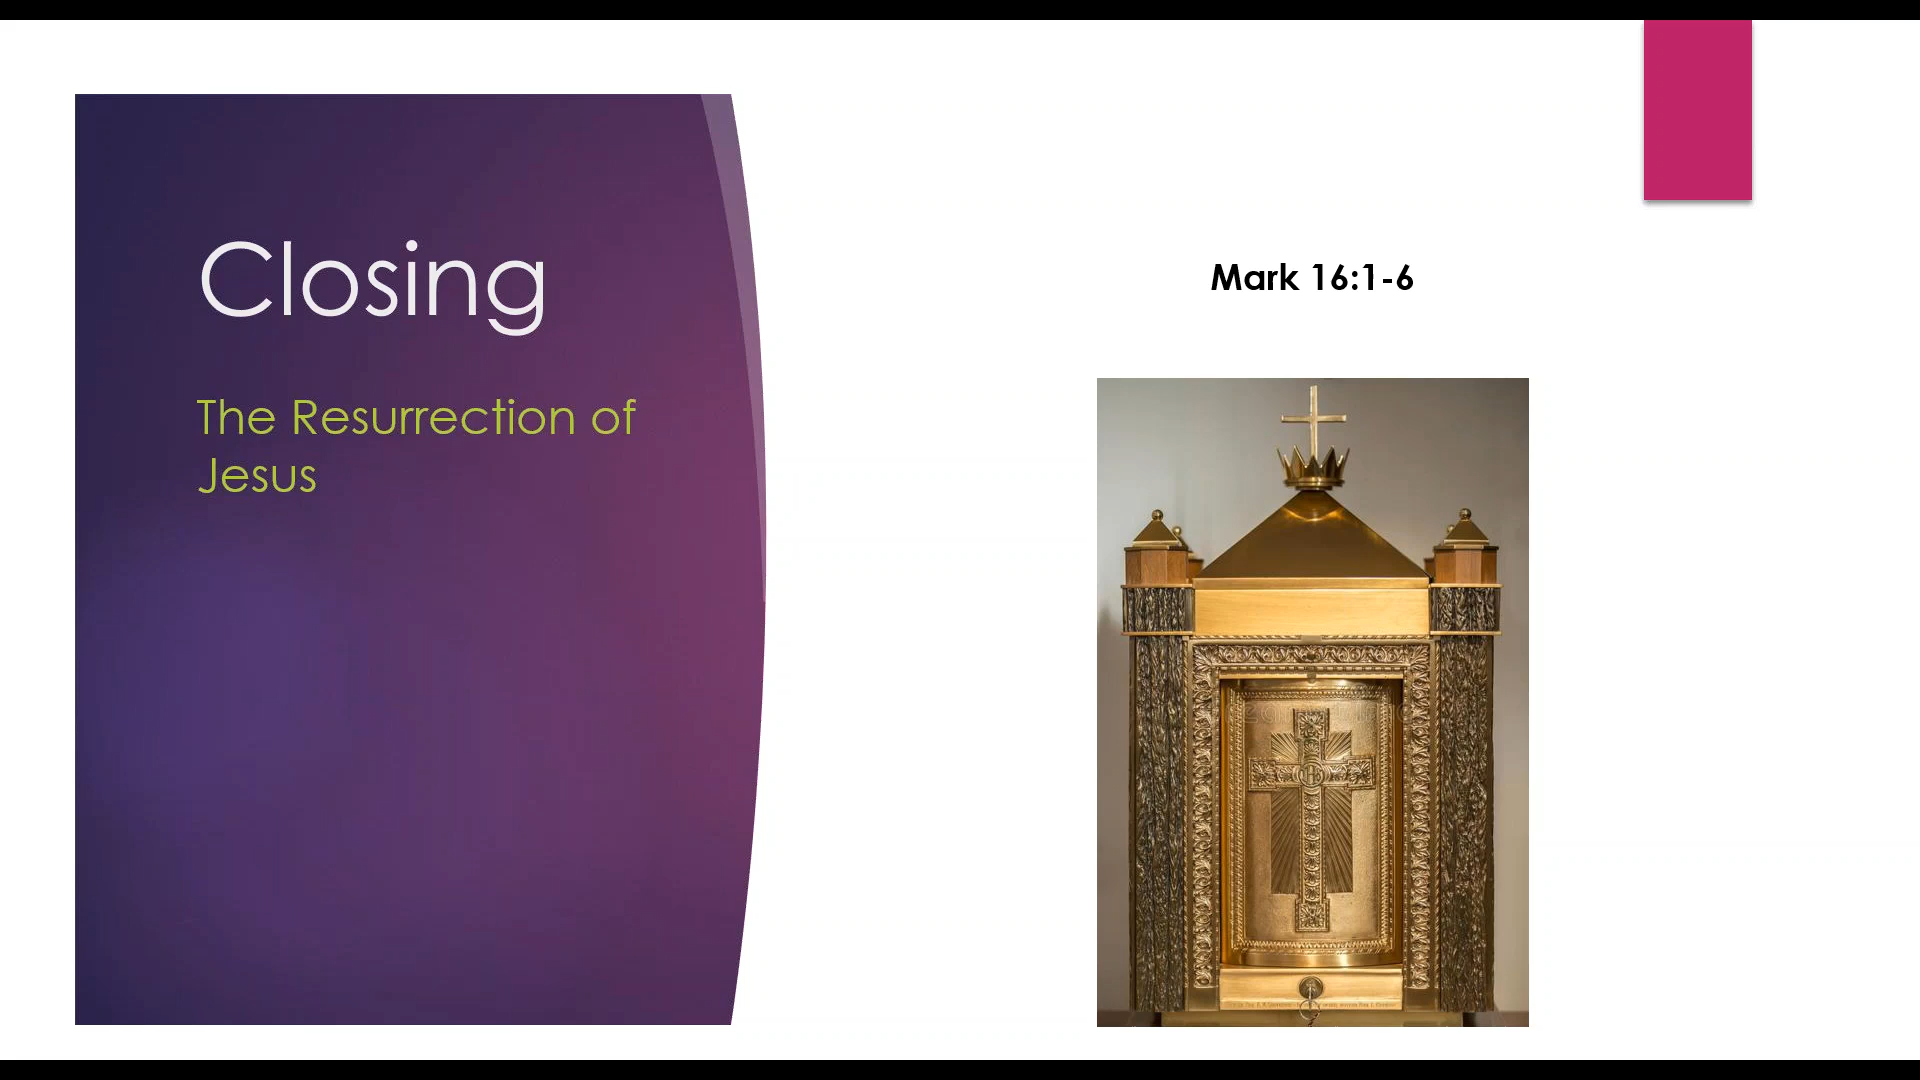 Closing
The Resurrection of
Jesus
Mark 16:1-6